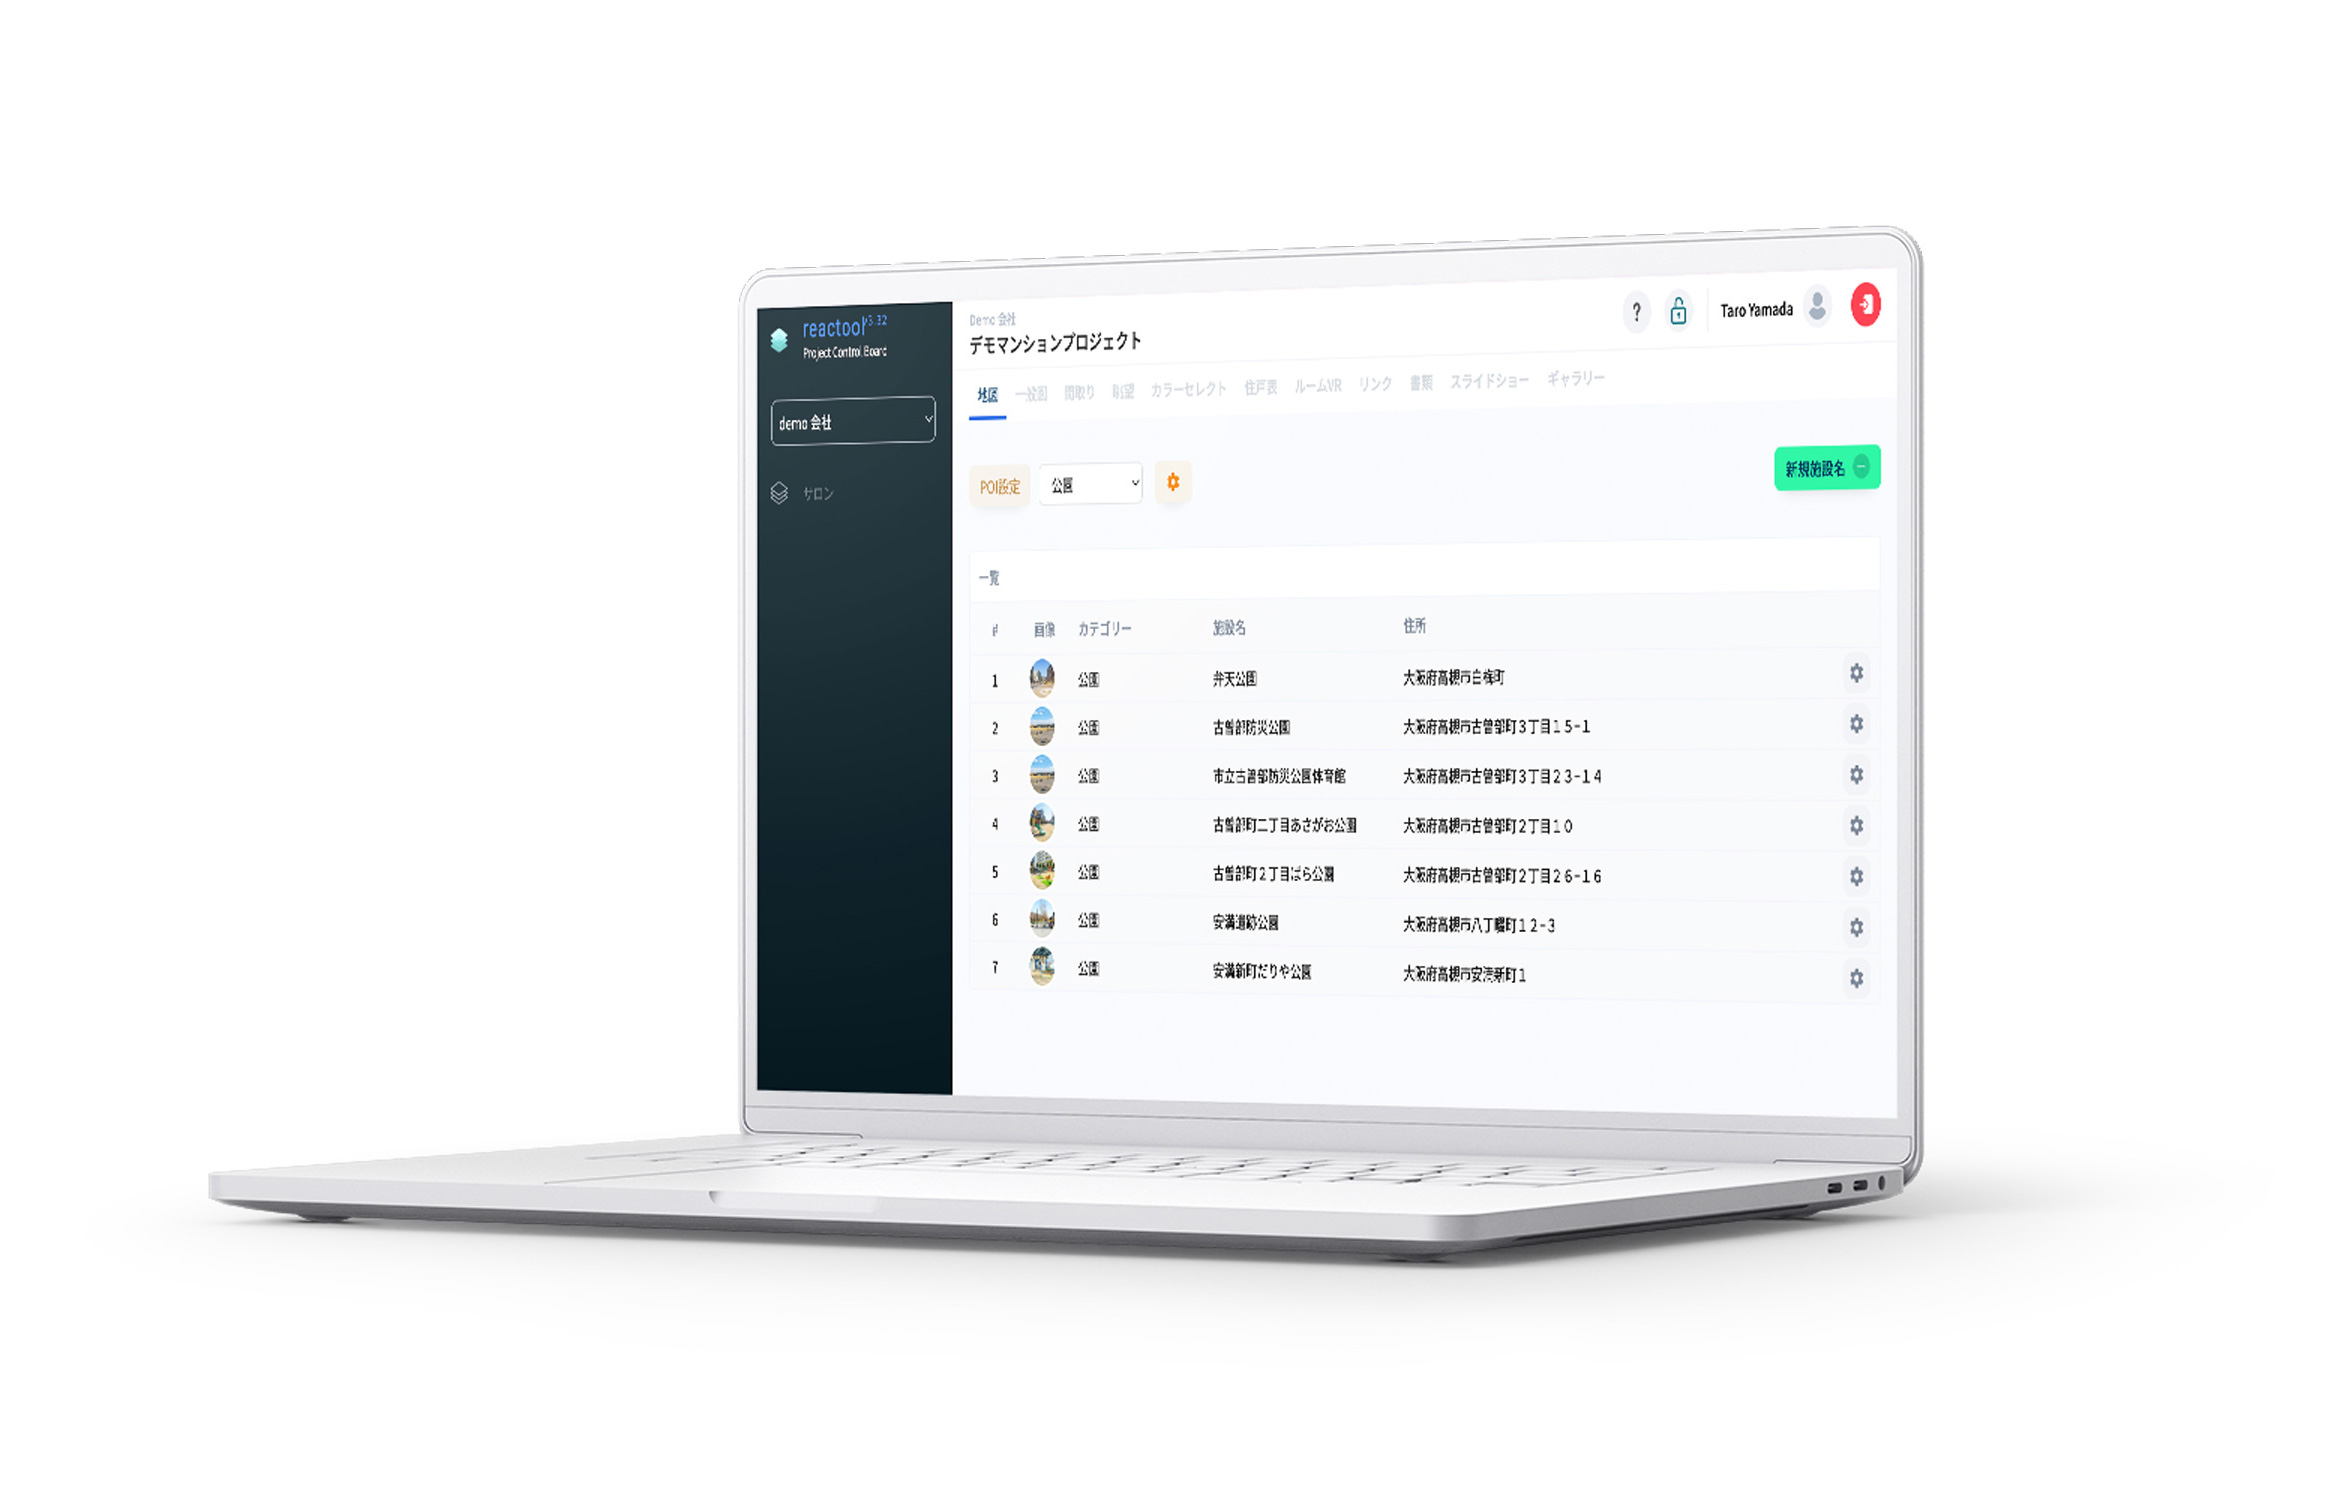 reactool v3.32
Project Control Board
demo 会社
サロン
Demo 会社
デモマンションプロジェクト
?
Taro Yamada
地図 一般図 間取り 眺望 カラーセレクト 住戸表 ルームVR リンク 書類 スライドショー ギャラリー
POI設定 公園
新規施設名
一覧
# 画像 カテゴリー 施設名 住所
1 公園 弁天公園 大阪府高槻市白梅町
2 公園 古曽部防災公園 大阪府高槻市古曽部町3丁目15-1
3 公園 市立古曽部防災公園体育館 大阪府高槻市古曽部町3丁目23-14
4 公園 古曽部町二丁目あさがお公園 大阪府高槻市古曽部町2丁目10
5 公園 古曽部町2丁目ばら公園 大阪府高槻市古曽部町2丁目26-16
6 公園 安満遺跡公園 大阪府高槻市八丁畷町12-3
7 公園 安満新町だりや公園 大阪府高槻市安満新町1